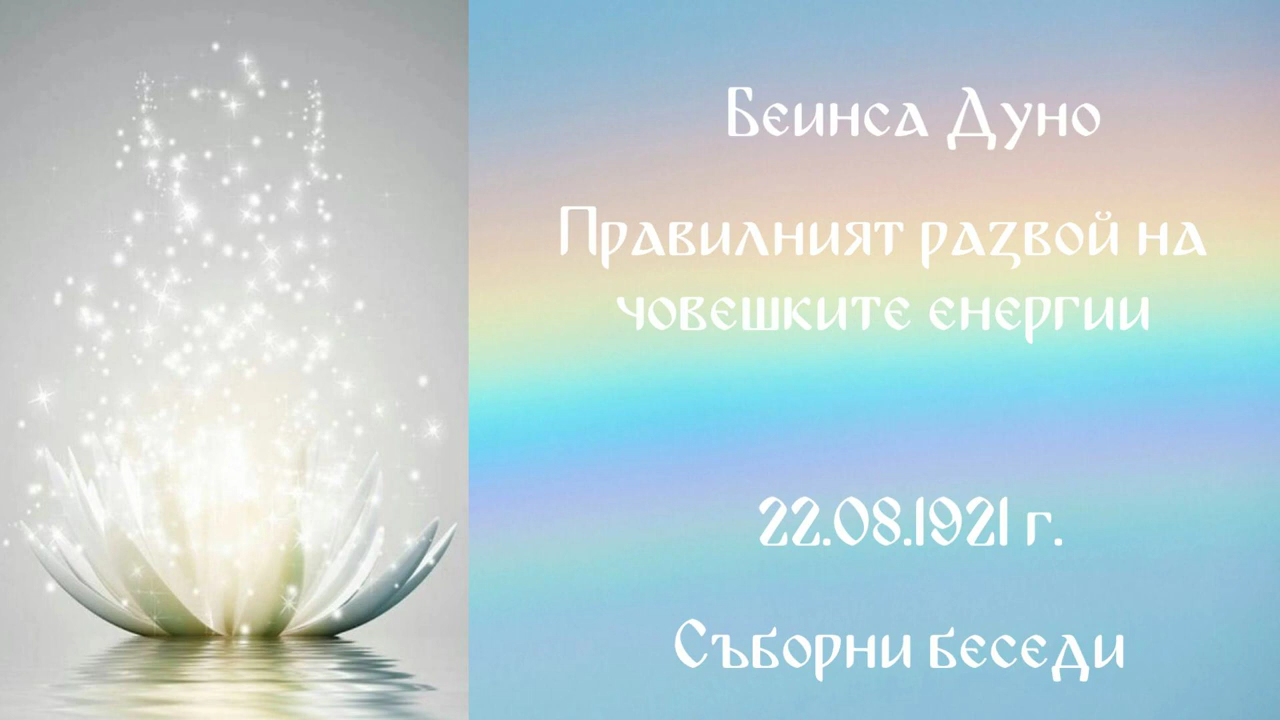 Беинса Дуно
Правилният развой на
човешките енергии
22.08.1921 г.
Съборни беседи